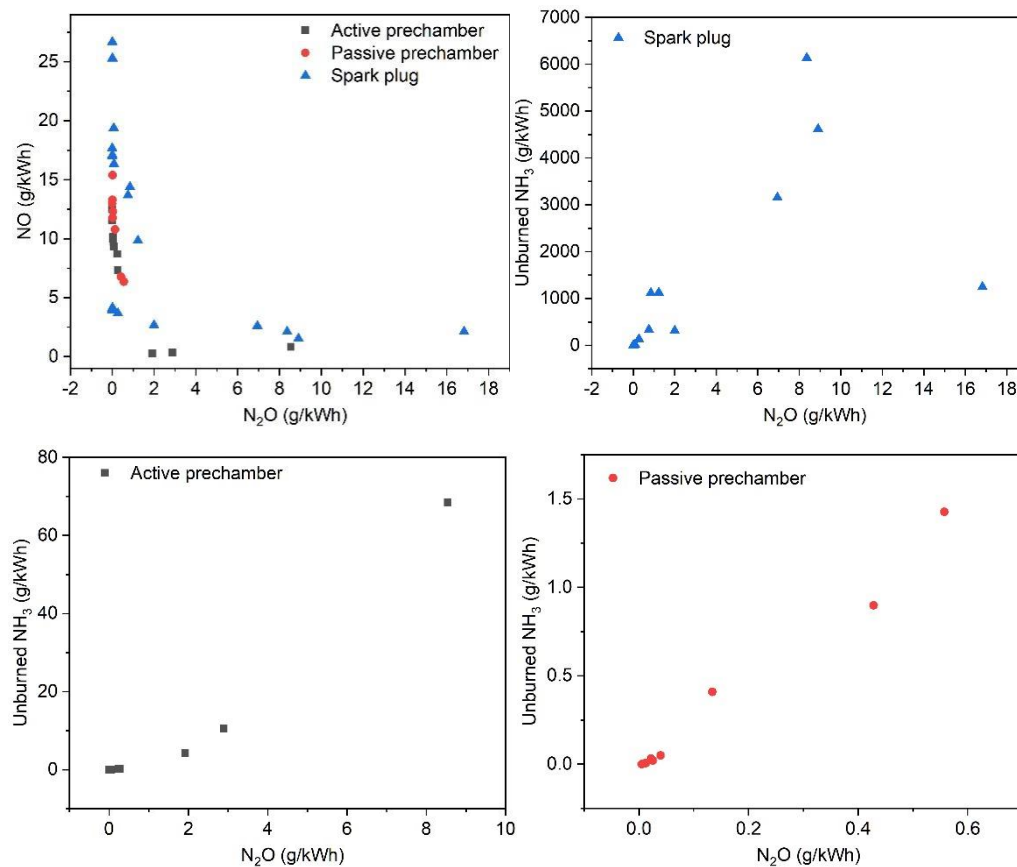 Active prechamber
Passive prechamber
Spark plug
NO (g/kWh)
25
20
15
10
5
0
-2 0 2 4 6 8 10 12 14 16 18
N₂O (g/kWh)
Spark plug
Unburned NH₃ (g/kWh)
7000
6000
5000
4000
3000
2000
1000
0
-2 0 2 4 6 8 10 12 14 16 18
N₂O (g/kWh)
Active prechamber
Unburned NH₃ (g/kWh)
80
60
40
20
0
0 2 4 6 8 10
N₂O (g/kWh)
Passive prechamber
Unburned NH₃ (g/kWh)
1.5
1.0
0.5
0.0
0.0 0.2 0.4 0.6
N₂O (g/kWh)